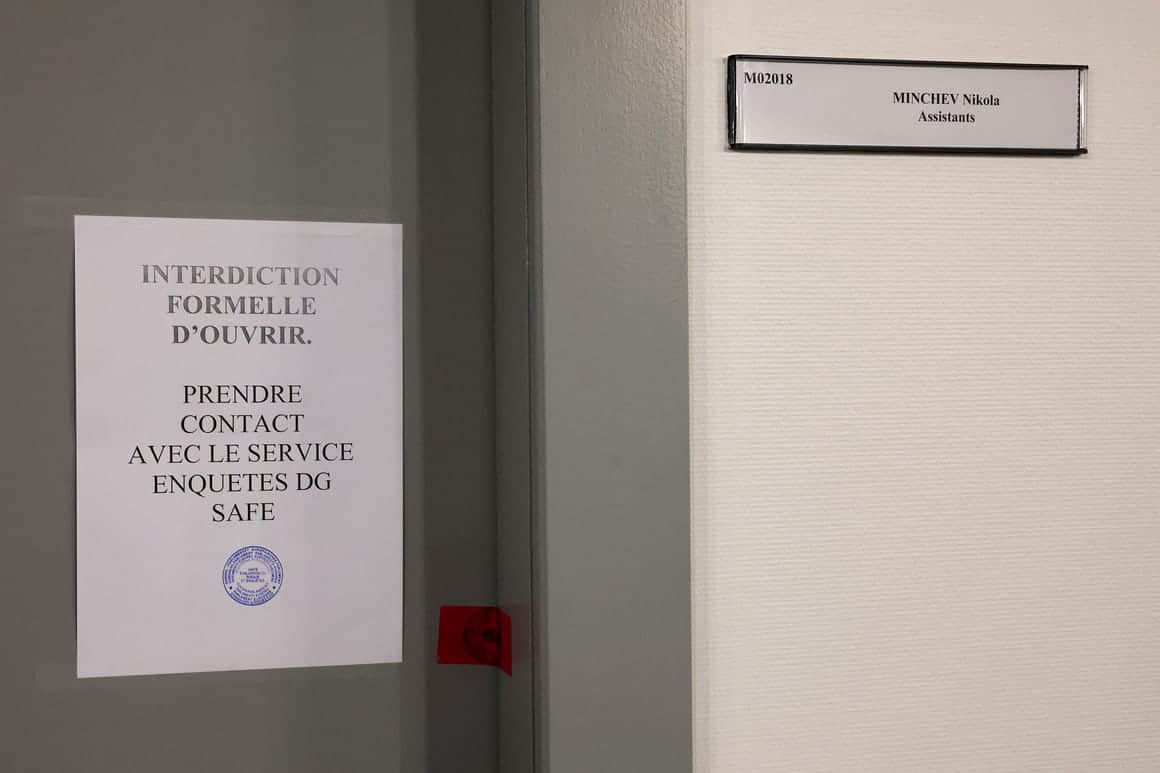 INTERDICTION
FORMELLE
D’OUVRIR.
PRENDRE
CONTACT
AVEC LE SERVICE
ENQUETES DG
SAFE
M02018
MINCHEV Nikola
Assistants